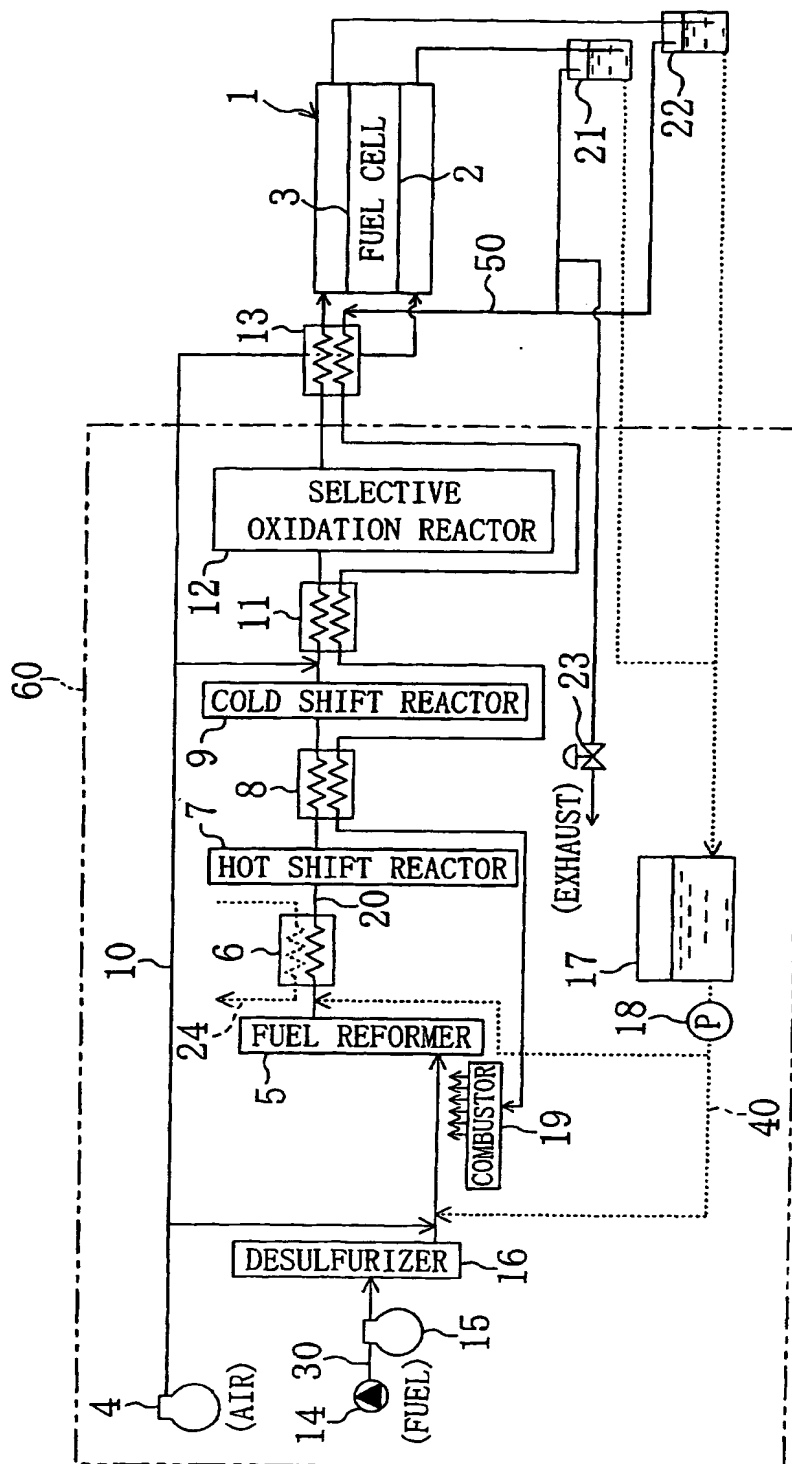 60
10
4
(AIR)
14
30
(FUEL)
15
DESULFURIZER
16
24
FUEL REFORMER
5
COMBUSTOR
19
6
20
7
HOT SHIFT REACTOR
8
COLD SHIFT REACTOR
9
11
12
SELECTIVE
OXIDATION REACTOR
13
1
3
FUEL CELL
2
50
21
22
23
(EXHAUST)
17
18
P
40